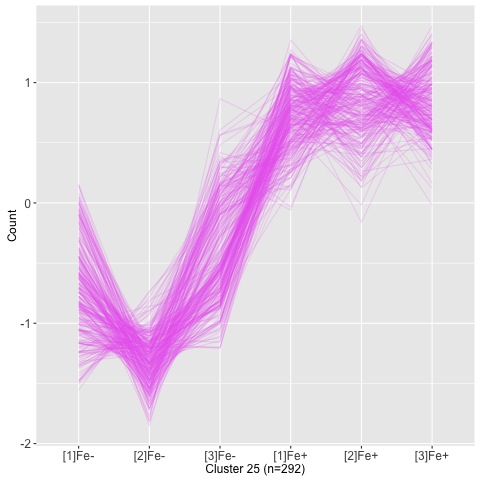 Count
1
0
-1
-2
[1]Fe-
[2]Fe-
[3]Fe-
[1]Fe+
[2]Fe+
[3]Fe+
Cluster 25 (n=292)